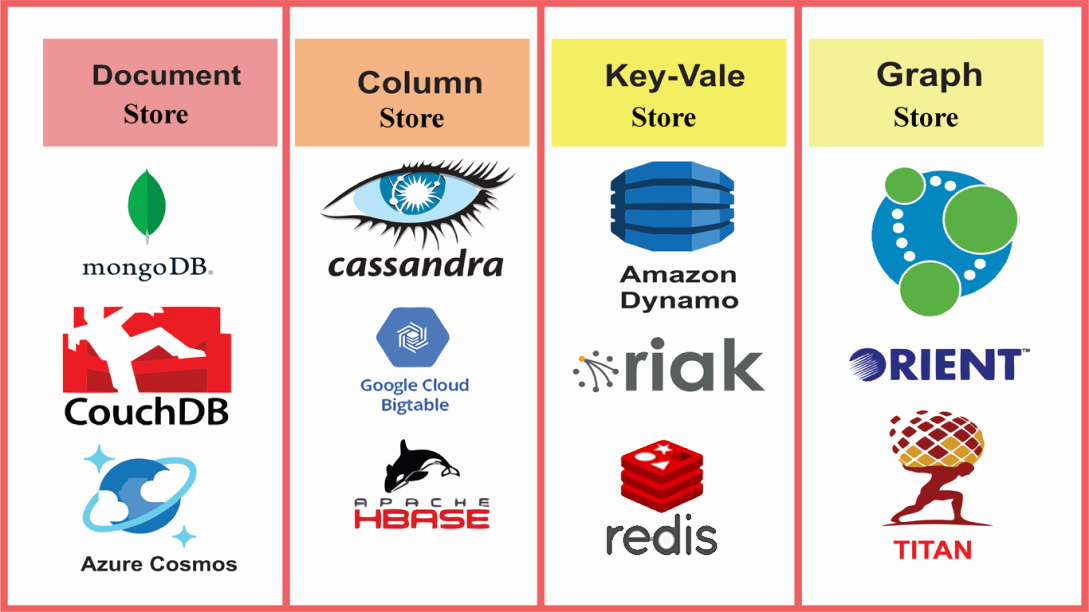 Document
Store
mongoDB®
CouchDB
Azure Cosmos
Column
Store
cassandra
Google Cloud
Bigtable
APACHE
HBASE
Key-Vale
Store
Amazon
Dynamo
riak
redis
Graph
Store
ORIENT™
TITAN